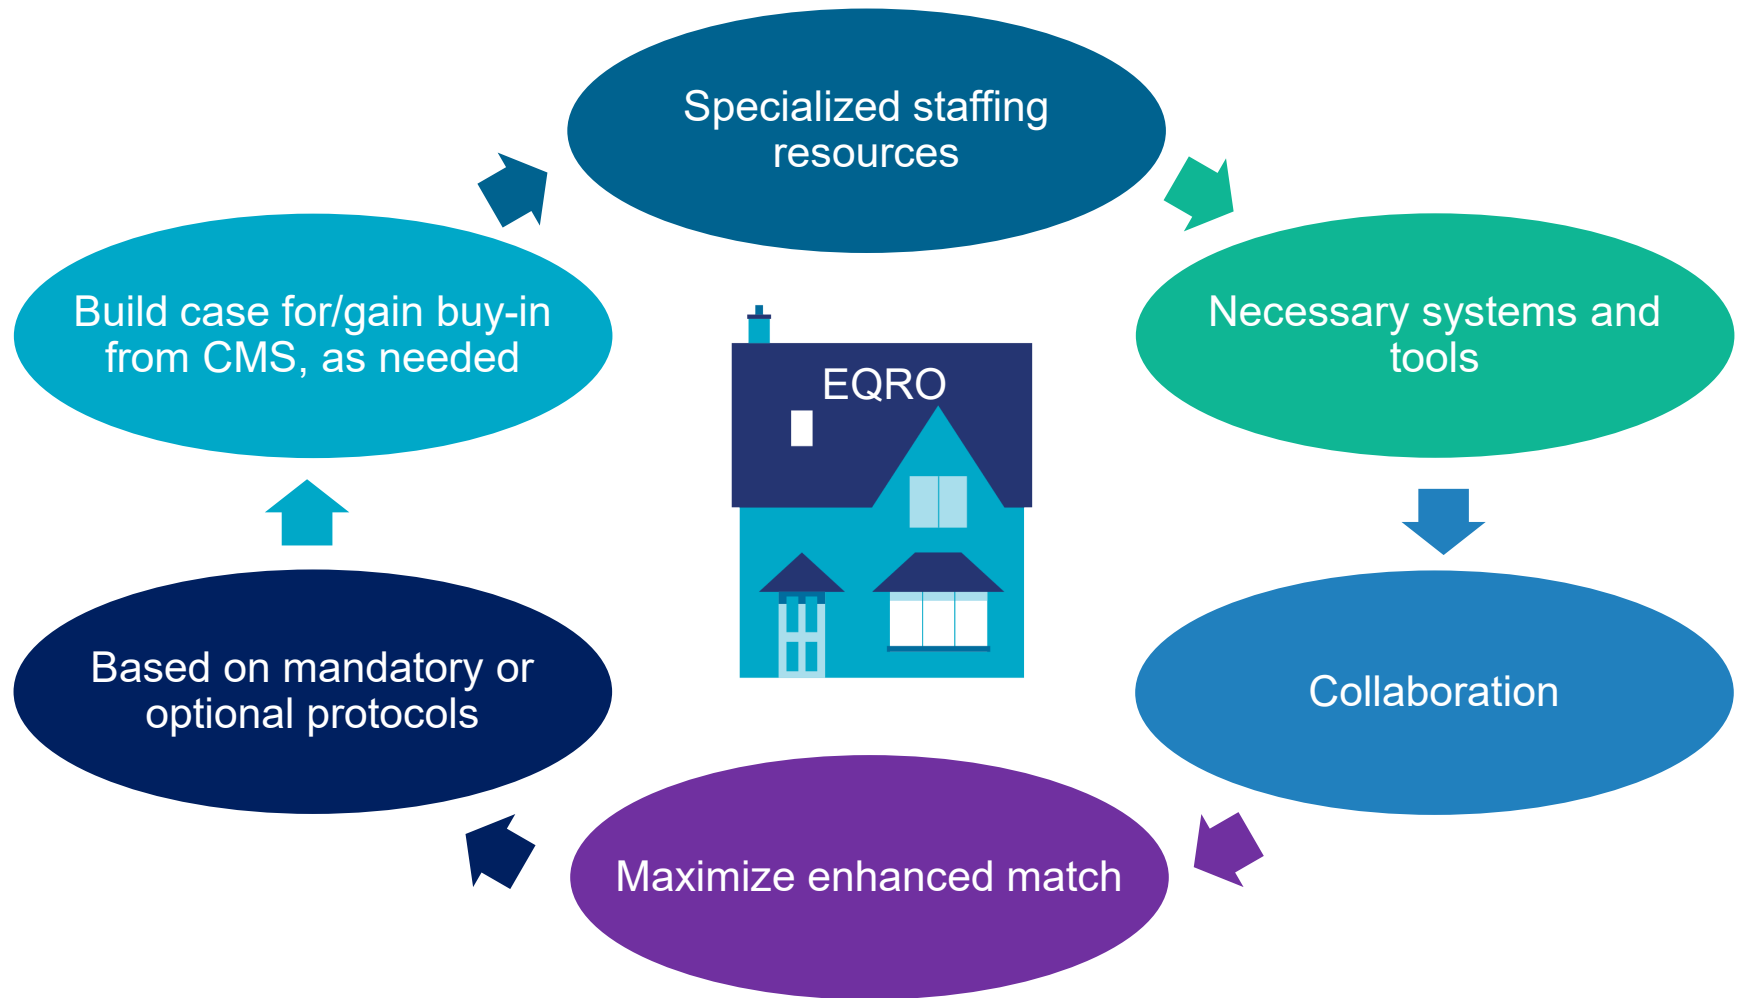 Specialized staffing
resources
Necessary systems and
tools
Collaboration
Maximize enhanced match
Based on mandatory or
optional protocols
Build case for/gain buy-in
from CMS, as needed
EQRO